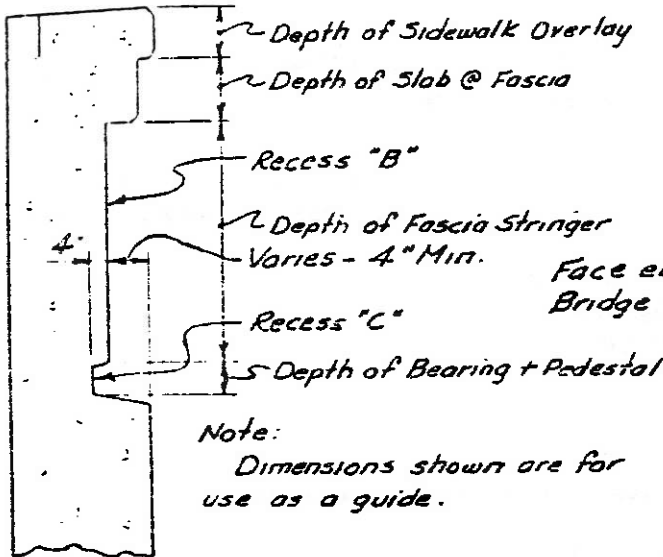 Depth of Sidewalk Overlay
Depth of Slab @ Fascia
Recess "B"
Depth of Fascia Stringer
4"
Varies - 4" Min.
Face
Bridge
Recess "C"
Depth of Bearing + Pedestal
Note:
Dimensions shown are for
use as a guide.